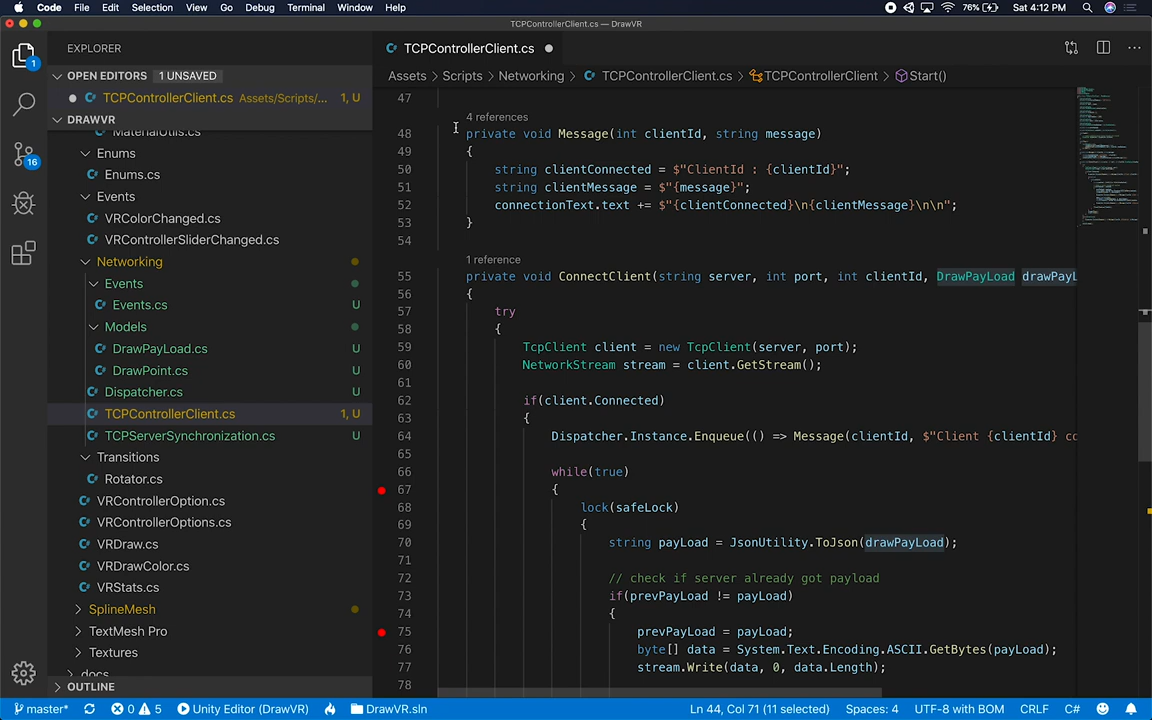 Code File Edit Selection View Go Debug Terminal Window Help 76% Sat 4:12 PM
TCPControllerClient.cs — DrawVR
1
16
EXPLORER
OPEN EDITORS 1 UNSAVED
TCPControllerClient.cs Assets/Scripts/... 1, U
DRAWVR
MaterialUtils.cs
Enums
Enums.cs
Events
VRColorChanged.cs
VRControllerSliderChanged.cs
Networking
Events
Events.cs U
Models
DrawPayLoad.cs U
DrawPoint.cs U
Dispatcher.cs U
TCPControllerClient.cs 1, U
TCPServerSynchronization.cs U
Transitions
Rotator.cs
VRControllerOption.cs
VRControllerOptions.cs
VRDraw.cs
VRDrawColor.cs
VRStats.cs
SplineMesh
TextMesh Pro
Textures
docs
OUTLINE
TCPControllerClient.cs
Assets > Scripts > Networking > TCPControllerClient.cs > TCPControllerClient > Start()
47
4 references
48 private void Message(int clientId, string message)
49 {
50 string clientConnected = $"ClientId : {clientId}";
51 string clientMessage = $"{message}";
52 connectionText.text += $"{clientConnected}\n{clientMessage}\n\n";
53 }
54
1 reference
55 private void ConnectClient(string server, int port, int clientId, DrawPayLoad drawPayL
56 {
57 try
58 {
59 TcpClient client = new TcpClient(server, port);
60 NetworkStream stream = client.GetStream();
61
62 if(client.Connected)
63 {
64 Dispatcher.Instance.Enqueue(() => Message(clientId, $"Client {clientId} co
65
66 while(true)
67 {
68 lock(safeLock)
69 {
70 string payLoad = JsonUtility.ToJson(drawPayLoad);
71
72 // check if server already got payload
73 if(prevPayLoad != payLoad)
74 {
75 prevPayLoad = payLoad;
76 byte[] data = System.Text.Encoding.ASCII.GetBytes(payLoad);
77 stream.Write(data, 0, data.Length);
78
master* 0 5 Unity Editor (DrawVR) DrawVR.sln Ln 44, Col 71 (11 selected) Spaces: 4 UTF-8 with BOM CRLF C#